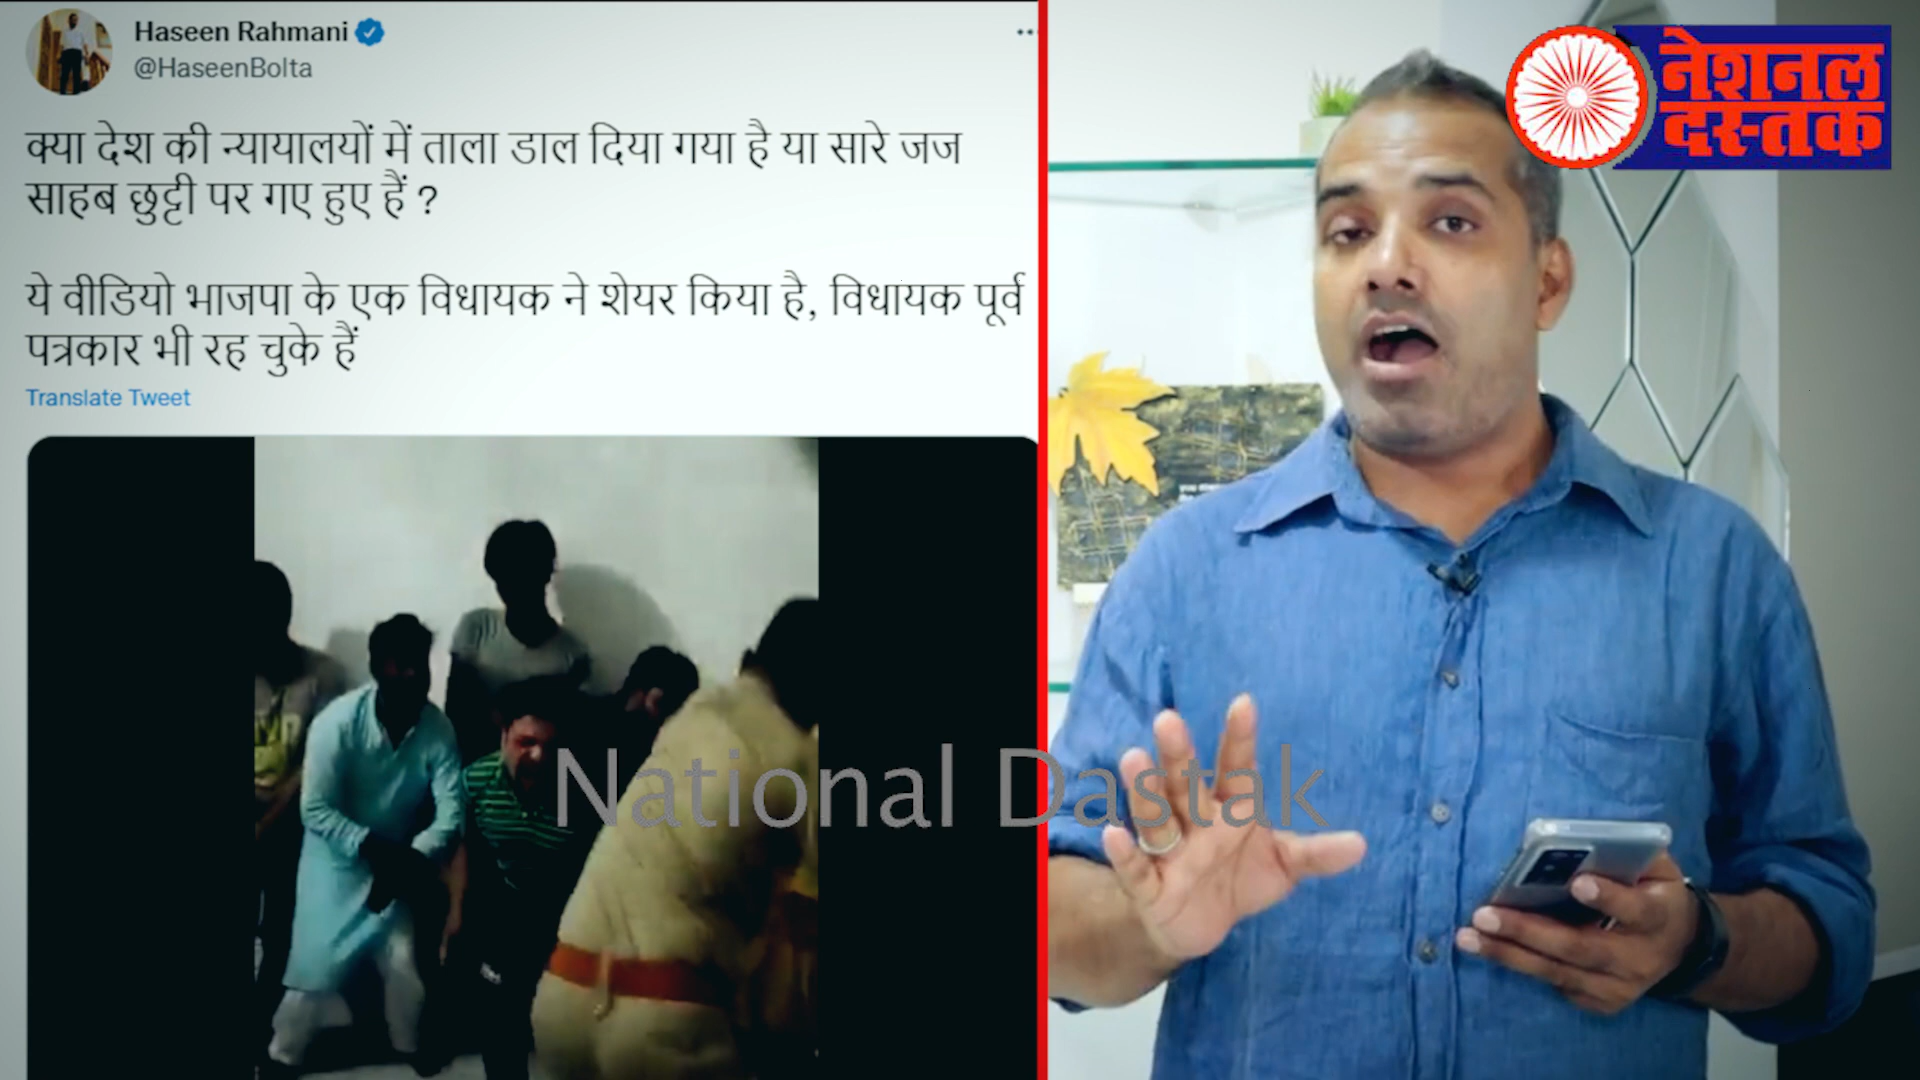 Haseen Rahmani
@HaseenBolta
क्या देश की न्यायालयों में ताला डाल दिया गया है या सारे जज
साहब छुट्टी पर गए हुए हैं ?
ये वीडियो भाजपा के एक विधायक ने शेयर किया है, विधायक पूर्व
पत्रकार भी रह चुके हैं
Translate Tweet
नेशनल
दस्तक
National Dastak